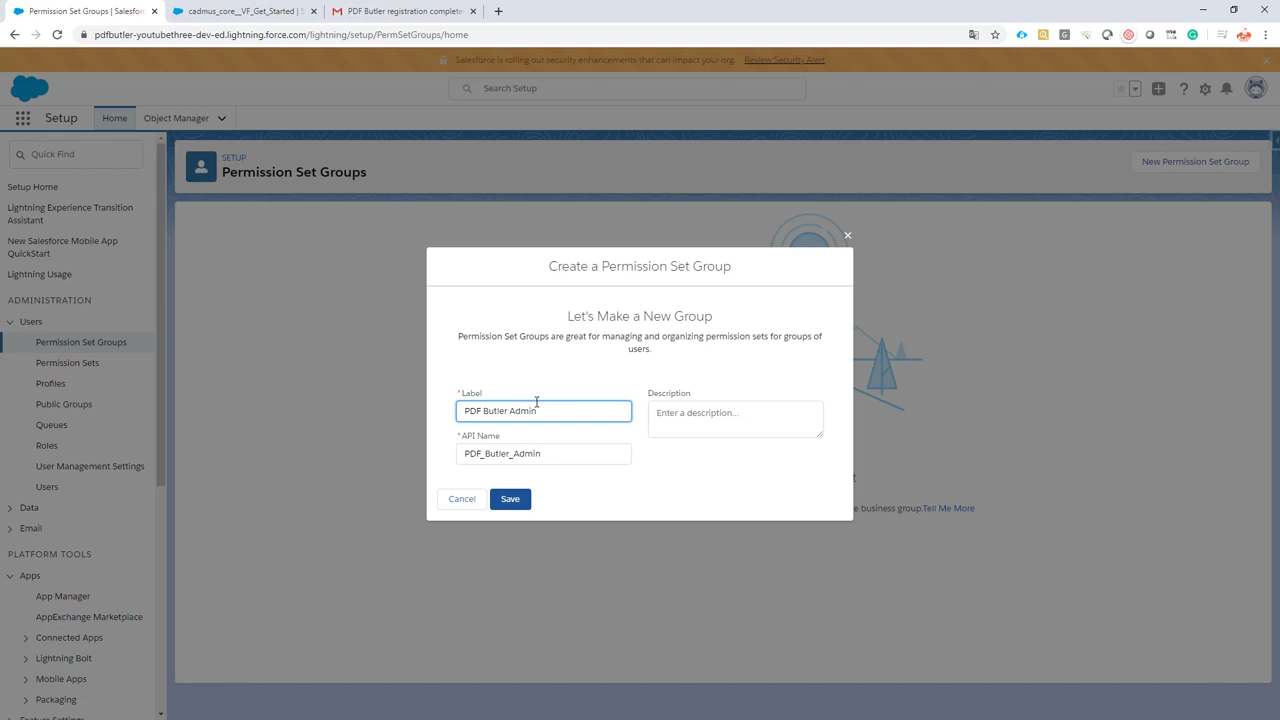 Permission Set Groups | Salesfor
cadmus_core__VF_Get_Started | S
PDF Butler registration complete
pdfbutler-youtubethree-dev-ed.lightning.force.com/lightning/setup/PermSetGroups/home
Salesforce is rolling out security enhancements that can impact your org. Review Security Alert
Search Setup
Setup
Home
Object Manager
Quick Find
Setup Home
Lightning Experience Transition
Assistant
New Salesforce Mobile App
QuickStart
Lightning Usage
ADMINISTRATION
Users
Permission Set Groups
Permission Sets
Profiles
Public Groups
Queues
Roles
User Management Settings
Users
Data
Email
PLATFORM TOOLS
Apps
App Manager
AppExchange Marketplace
Connected Apps
Lightning Bolt
Mobile Apps
Packaging
SETUP
Permission Set Groups
New Permission Set Group
Create a Permission Set Group
Let's Make a New Group
Permission Set Groups are great for managing and organizing permission sets for groups of
users.
*Label
PDF Butler Admin
Description
Enter a description...
*API Name
PDF_Butler_Admin
Cancel
Save
e business group.Tell Me More